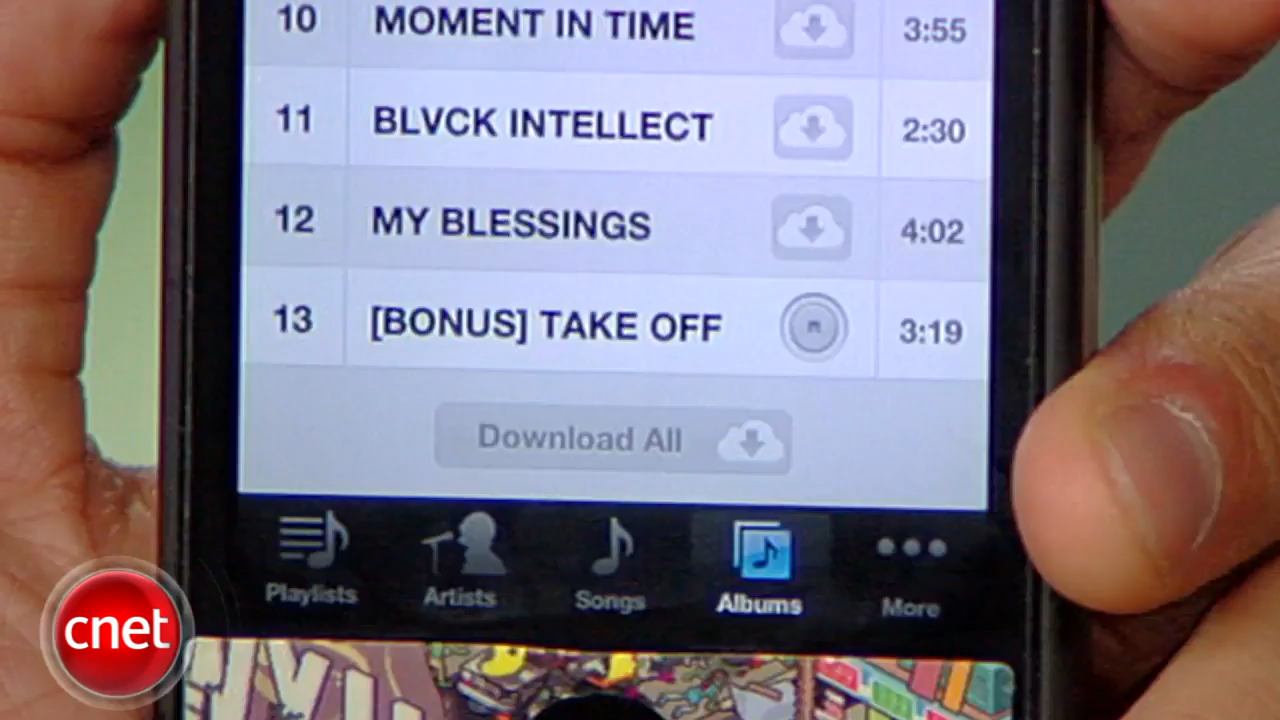 10 MOMENT IN TIME 3:55
11 BLVCK INTELLECT 2:30
12 MY BLESSINGS 4:02
13 [BONUS] TAKE OFF 3:19
Download All
Playlists Artists Songs Albums More
cnet